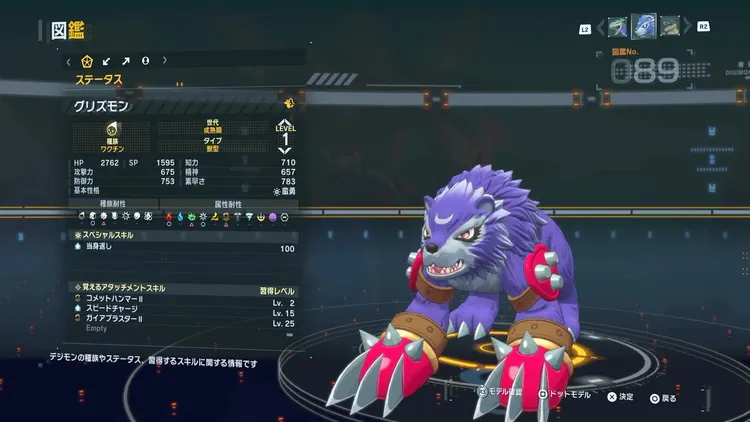 図鑑
L2
R2
図鑑No.
089
ステータス
グリズモン
種族
ワクチン
世代
成熟期
タイプ
獣型
LEVEL
1
HP 2762 SP 1595 知力 710
攻撃力 675 精神 657
防御力 753 素早さ 783
基本性格 蛮勇
種族耐性 属性耐性
スペシャルスキル
当身返し 100
覚えるアタッチメントスキル 習得レベル
コメットハンマーⅡ Lv. 2
スピードチャージ Lv. 15
ガイアブラスターⅡ Lv. 25
Empty
デジモンの種族やステータス、習得するスキルに関する情報です
R3 モデル確認 ドットモデル 決定 戻る